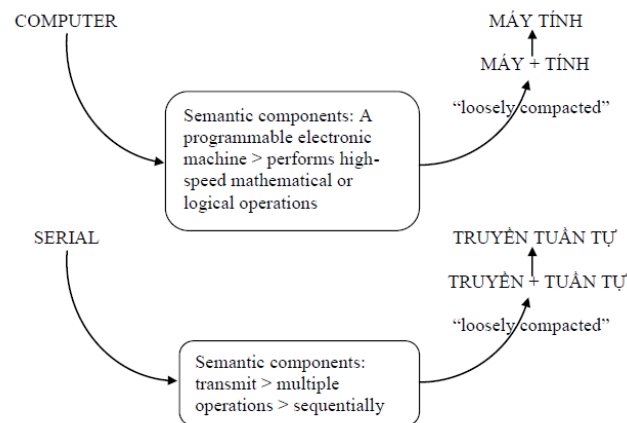 COMPUTER
MÁY TÍNH
MÁY + TÍNH
“loosely compacted”
Semantic components: A
programmable electronic
machine > performs high-
speed mathematical or
logical operations
SERIAL
TRUYỀN TUẦN TỰ
TRUYỀN + TUẦN TỰ
“loosely compacted”
Semantic components:
transmit > multiple
operations > sequentially